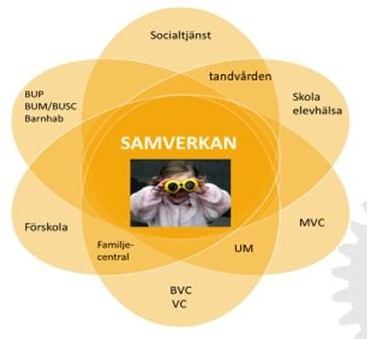 Socialtjänst
tandvården
BUP
BUM/BUSC
Barnhab
Skola
elevhälsa
SAMVERKAN
Förskola
MVC
Familje-
central
UM
BVC
VC